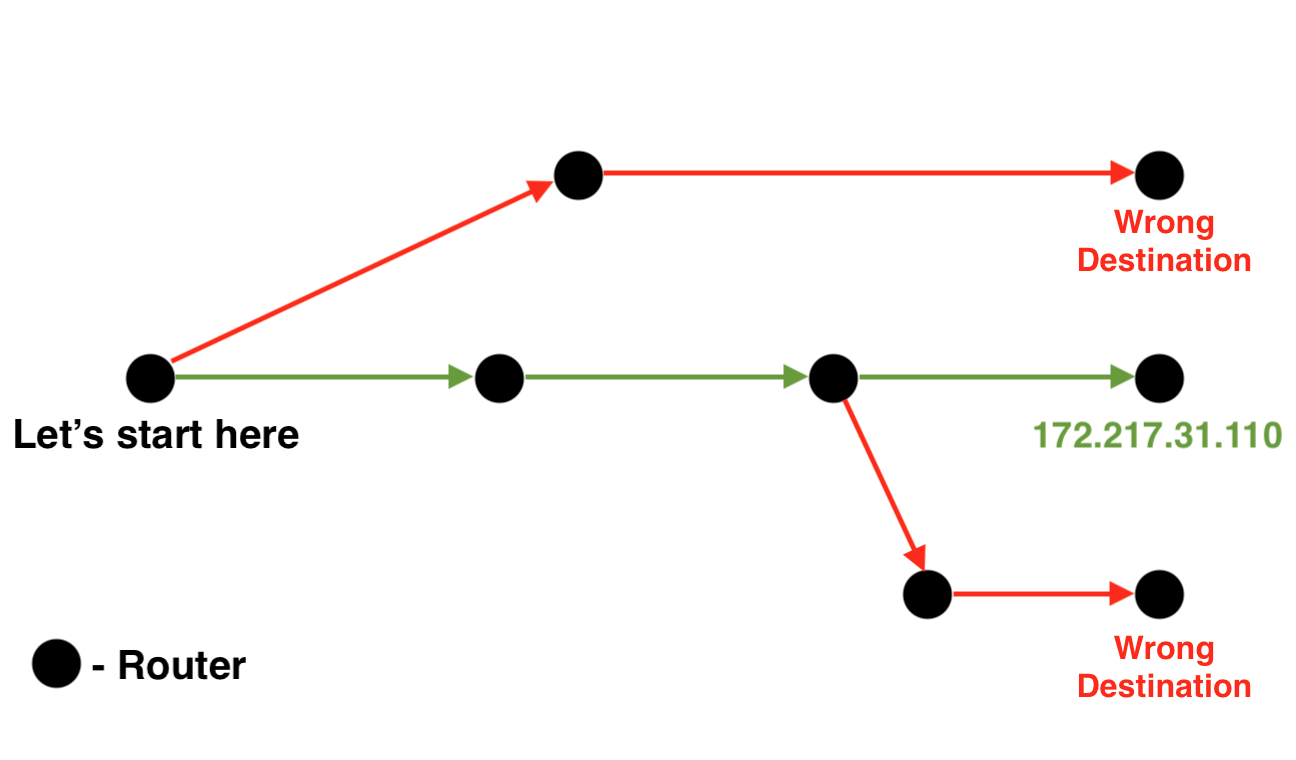 Wrong
Destination
Let’s start here
172.217.31.110
- Router
Wrong
Destination